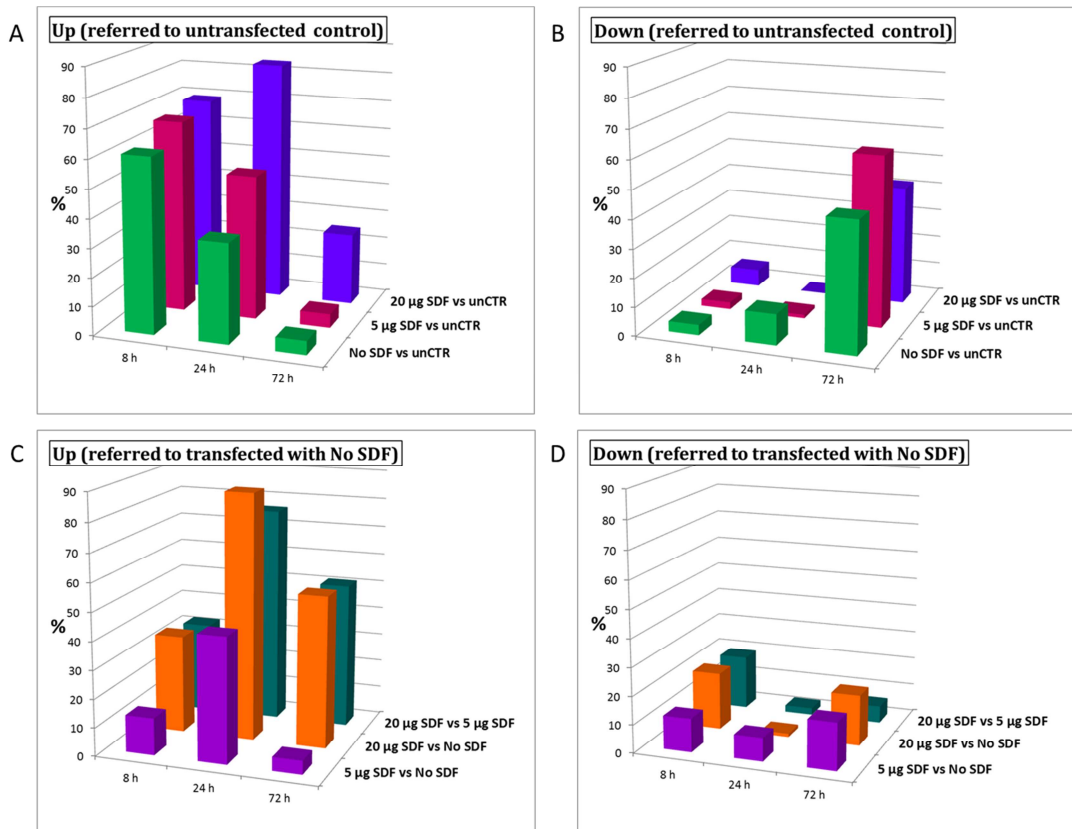 A
Up (referred to untransfected control)
90
80
70
60
50
40
30
20
10
0
%
8 h
24 h
72 h
20 µg SDF vs unCTR
5 µg SDF vs unCTR
No SDF vs unCTR
B
Down (referred to untransfected control)
90
80
70
60
50
40
30
20
10
0
%
8 h
24 h
72 h
20 µg SDF vs unCTR
5 µg SDF vs unCTR
No SDF vs unCTR
C
Up (referred to transfected with No SDF)
90
80
70
60
50
40
30
20
10
0
%
8 h
24 h
72 h
20 µg SDF vs 5 µg SDF
20 µg SDF vs No SDF
5 µg SDF vs No SDF
D
Down (referred to transfected with No SDF)
90
80
70
60
50
40
30
20
10
0
%
8 h
24 h
72 h
20 µg SDF vs 5 µg SDF
20 µg SDF vs No SDF
5 µg SDF vs No SDF